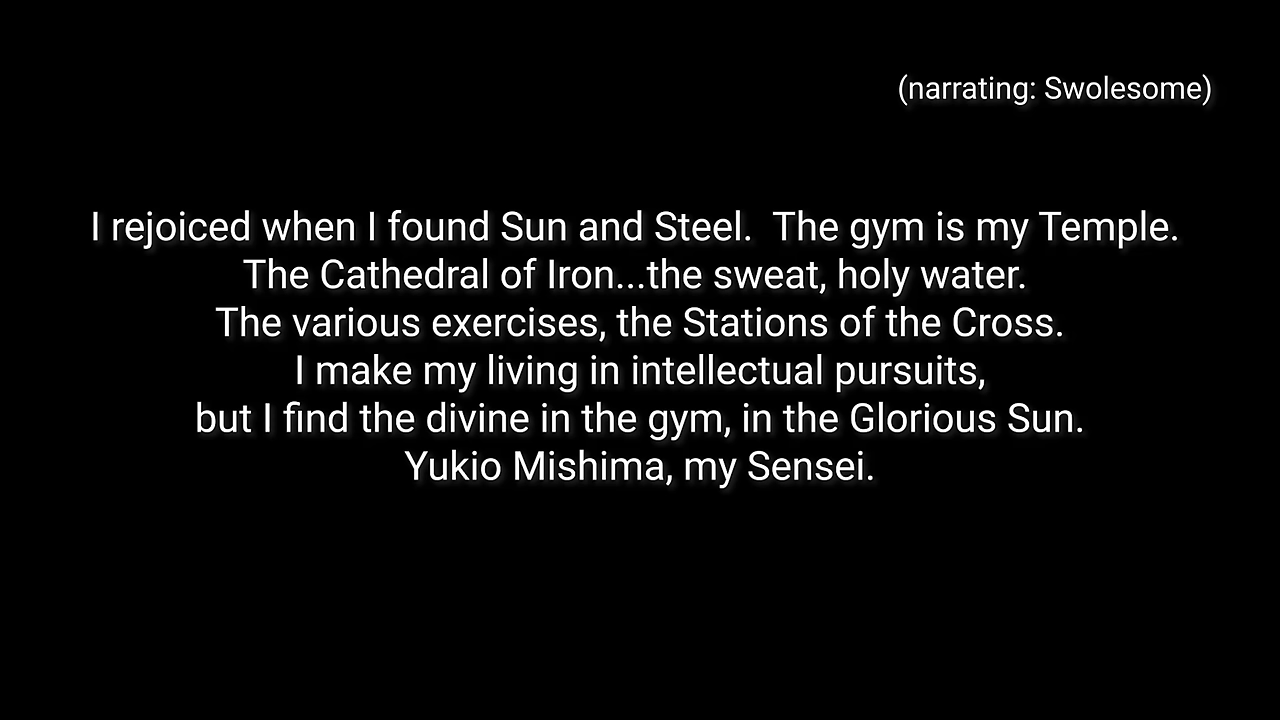 (narrating: Swolesome)
I rejoiced when I found Sun and Steel.  The gym is my Temple.
The Cathedral of Iron...the sweat, holy water.
The various exercises, the Stations of the Cross.
I make my living in intellectual pursuits,
but I find the divine in the gym, in the Glorious Sun.
Yukio Mishima, my Sensei.